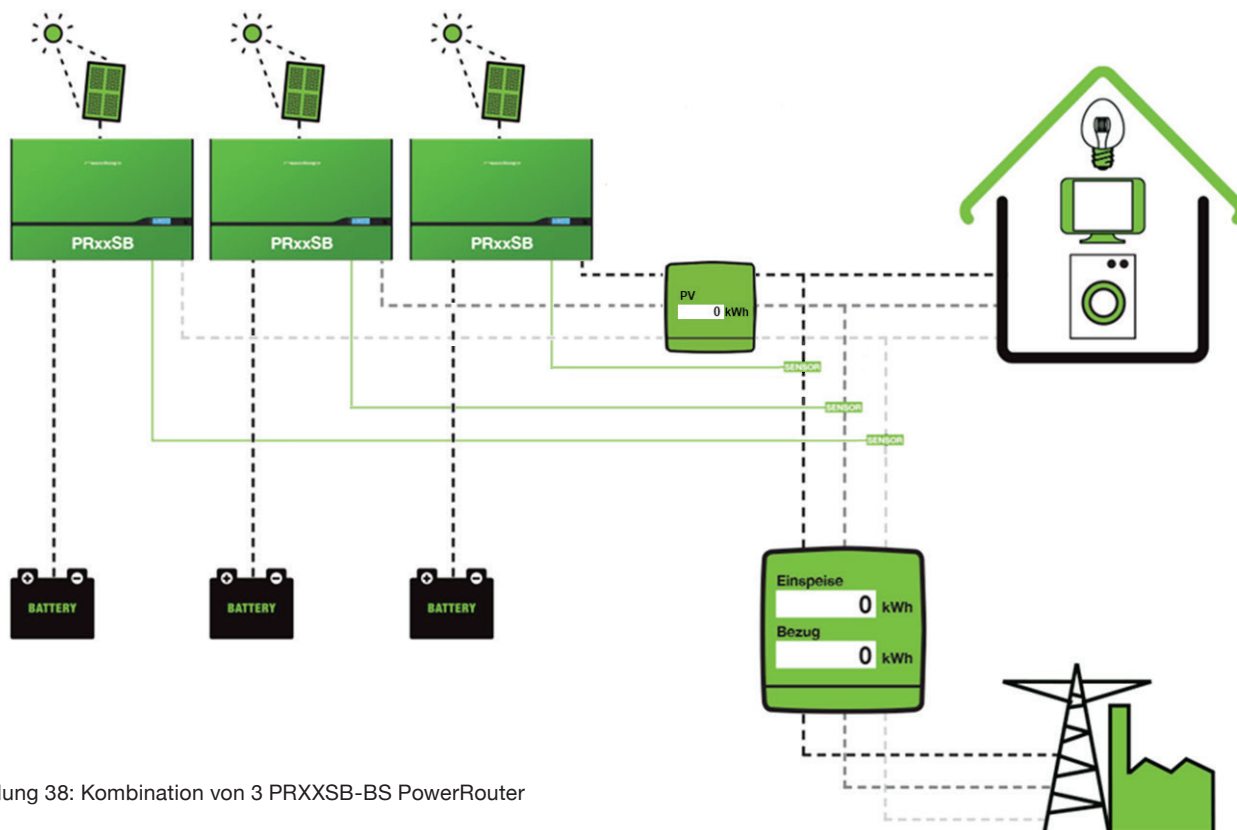 PRxxSB
PRxxSB
PRxxSB
PV
0 kWh
SENSOR
SENSOR
SENSOR
Einspeise
0 kWh
Bezug
0 kWh
BATTERY
BATTERY
BATTERY
lung 38: Kombination von 3 PRXXSB-BS PowerRouter